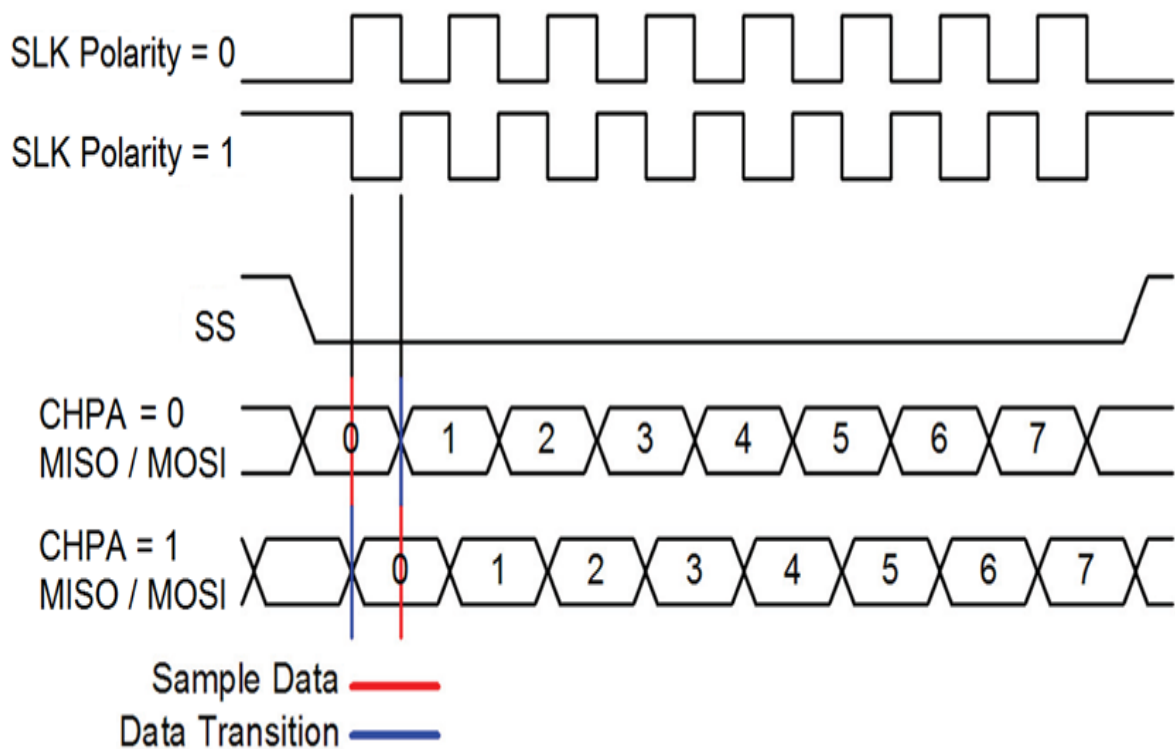 SLK Polarity = 0
SLK Polarity = 1
SS
CHPA = 0
MISO / MOSI
0 1 2 3 4 5 6 7
CHPA = 1
MISO / MOSI
0 1 2 3 4 5 6 7
Sample Data
Data Transition